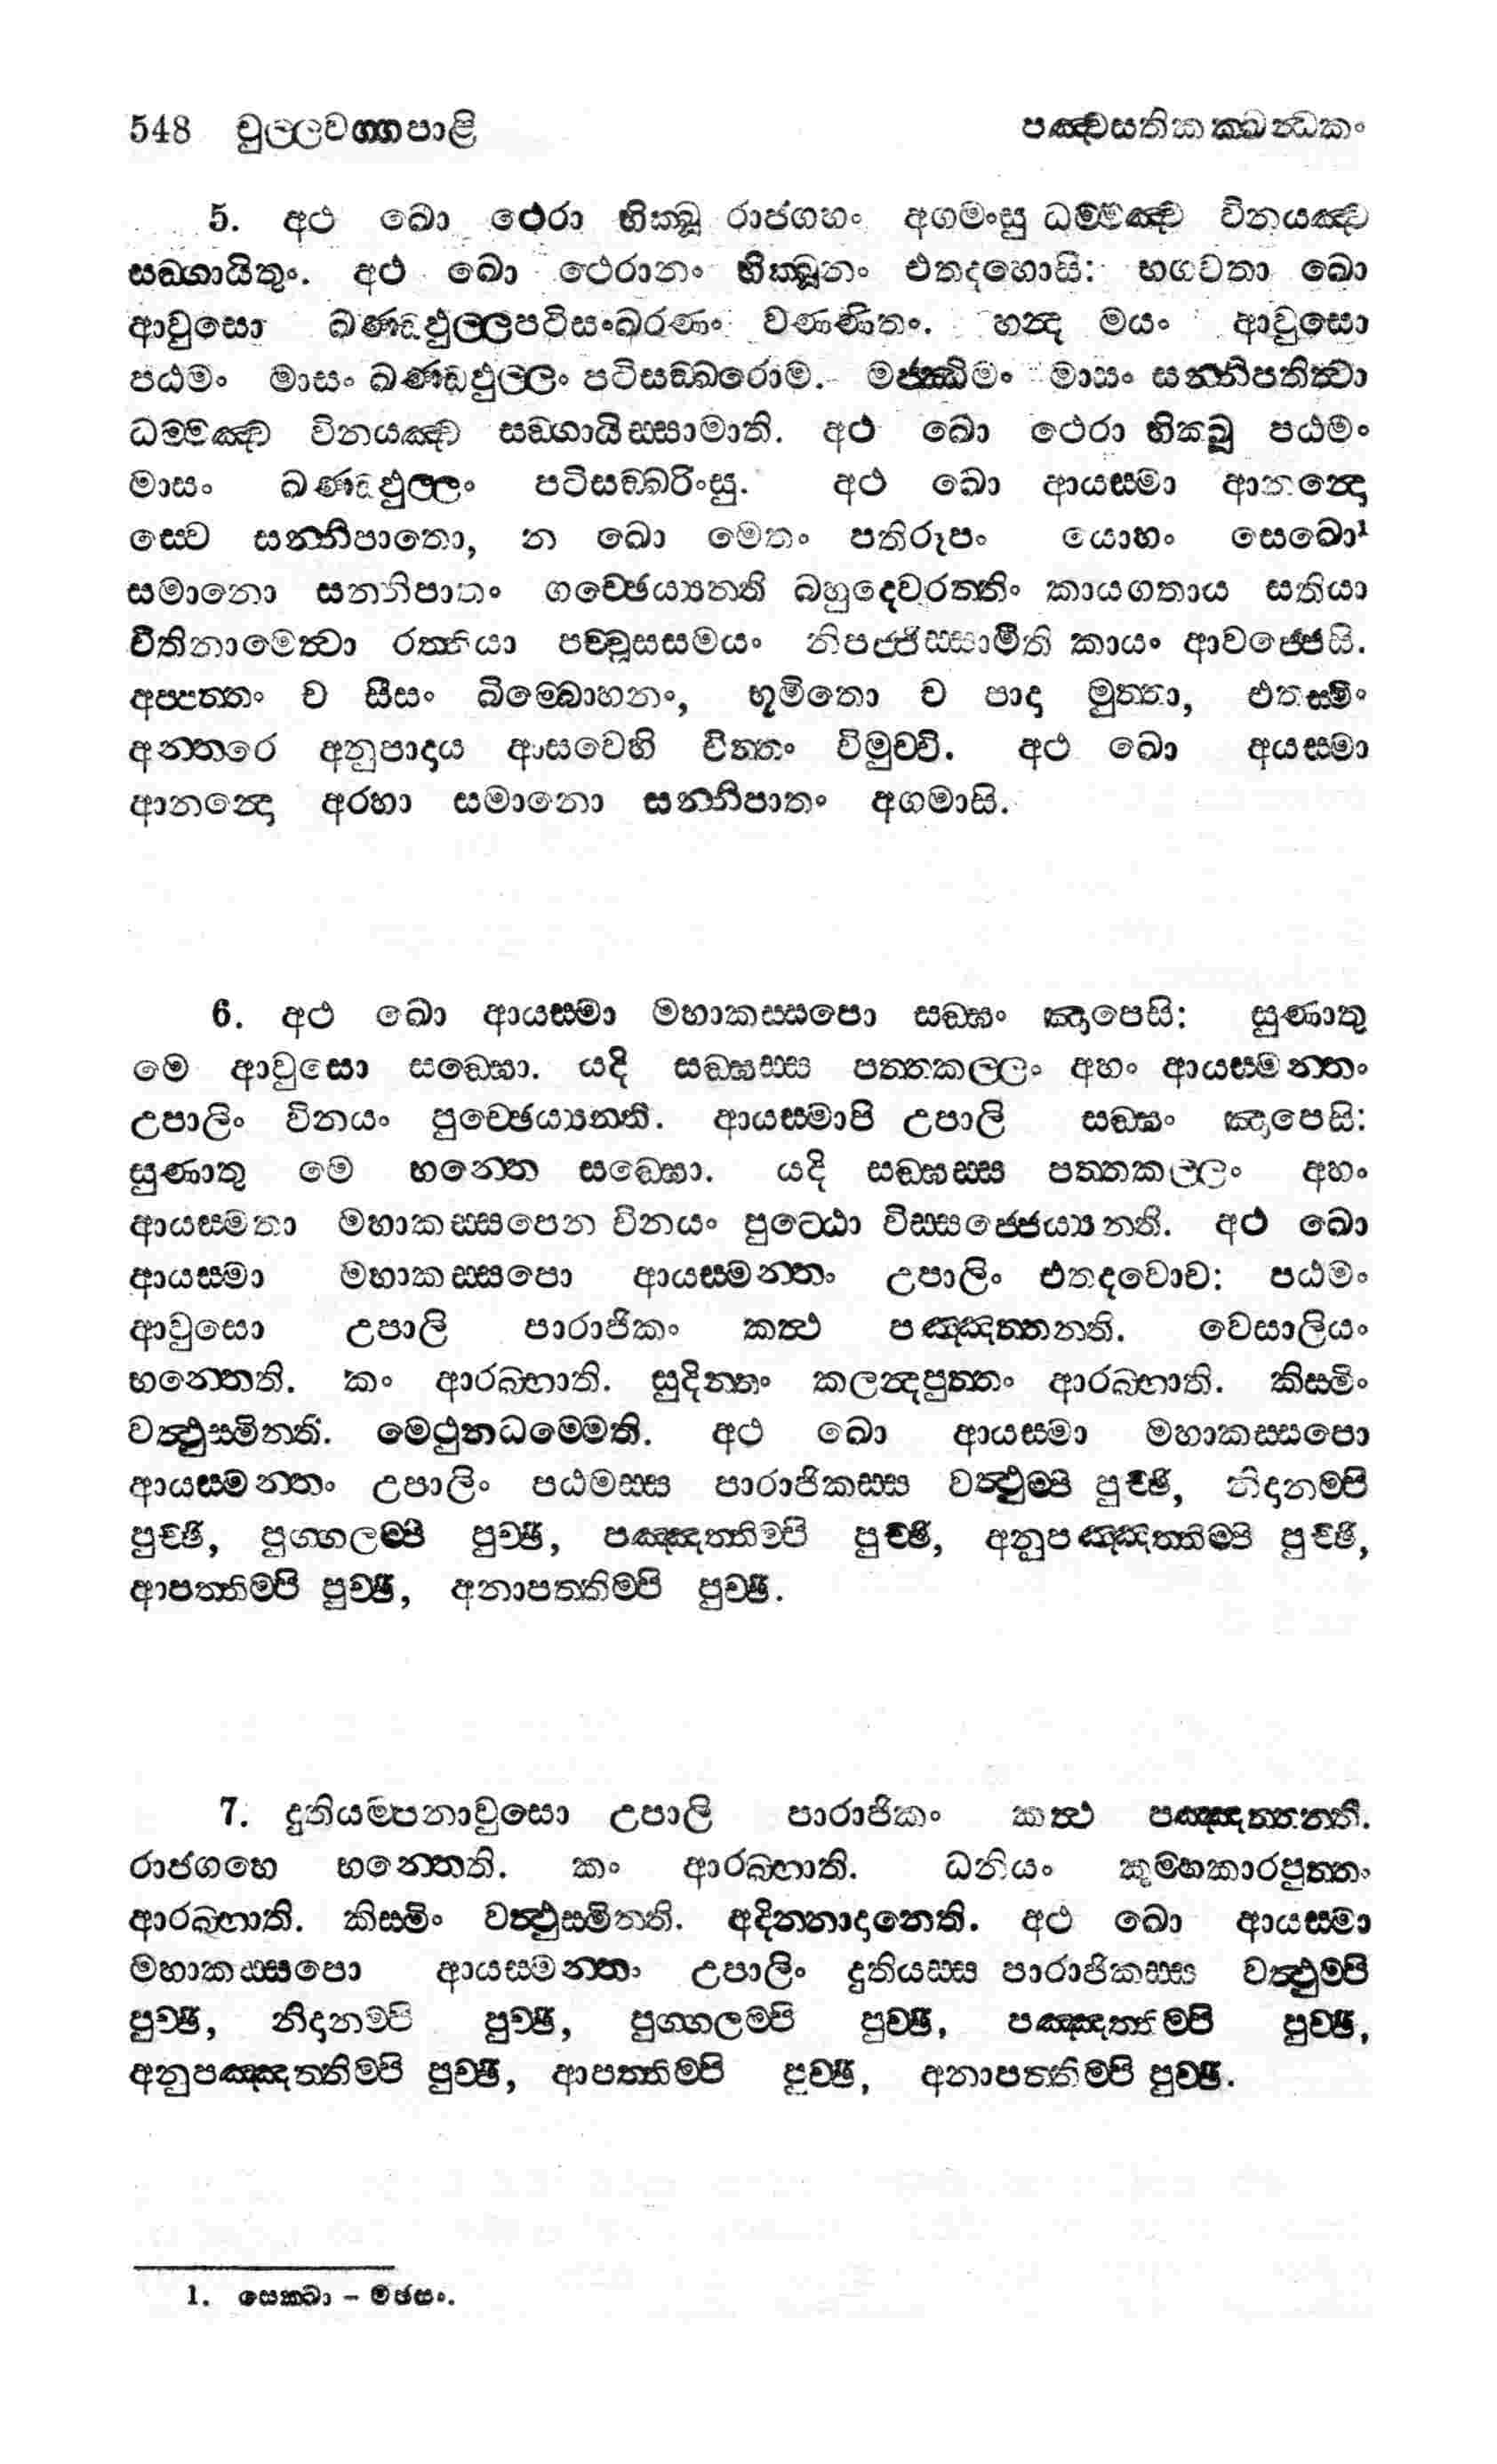 548 චුල්ලවග්ගපාළි පඤ්චසතිකක්ඛන්ධකං
5. අථ ඛො ථෙරා භික්ඛූ රාජගහං අගමංසු ධම්මඤ්ච විනයඤ්ච
සඞ්ගායිතුං. අථ ඛො ථෙරානං භික්ඛූනං එතදහොසි: භගවතා ඛො
ආවුසො ඛණ්ඩඵුල්ලපටිසංඛරණං වණ්ණිතං. හන්ද මයං ආවුසො
පඨමං මාසං ඛණ්ඩඵුල්ලං පටිසඞ්ඛරොම. මජ්ඣිමං මාසං සන්නිපතිත්වා
ධම්මඤ්ච විනයඤ්ච සඞ්ගායිස්සාමාති. අථ ඛො ථෙරා භික්ඛූ පඨමං
මාසං ඛණ්ඩඵුල්ලං පටිසඞ්ඛරිංසු. අථ ඛො ආයස්මා ආනන්දො
ස්වෙ සන්නිපාතො, න ඛො මෙතං පතිරූපං යොහං සෙඛො¹
සමානො සන්නිපාතං ගච්ඡෙය්‍යන්ති බහුදෙවරත්තිං කායගතාය සතියා
වීතිනාමෙත්වා රත්තියා පච්චූසසමයං නිපජ්ජිස්සාමීති කායං ආවජ්ජෙසි.
අප්පත්තං ච සීසං බිම්බොහනං, භූමිතො ච පාදා මුත්තා, එතස්මිං
අන්තරෙ අනුපාදාය ආසවෙහි චිත්තං විමුච්චි. අථ ඛො අයස්මා
ආනන්දො අරහා සමානො සන්නිපාතං අගමාසි.
6. අථ ඛො ආයස්මා මහාකස්සපො සඞ්ඝං ඤාපෙසි: සුණාතු
මෙ ආවුසො සඞ්ඝො. යදි සඞ්ඝස්ස පත්තකල්ලං අහං ආයස්මන්තං
උපාලිං විනයං පුච්ඡෙය්‍යන්ති. ආයස්මාපි උපාලි සඞ්ඝං ඤාපෙසි:
සුණාතු මෙ භන්තෙ සඞ්ඝො. යදි සඞ්ඝස්ස පත්තකල්ලං අහං
ආයස්මතා මහාකස්සපෙන විනයං පුට්ඨො විස්සජ්ජෙය්‍යන්ති. අථ ඛො
ආයස්මා මහාකස්සපො ආයස්මන්තං උපාලිං එතදවොච: පඨමං
ආවුසො උපාලි පාරාජිකං කත්ථ පඤ්ඤත්තන්ති. වෙසාලියං
භන්තෙති. කං ආරබ්භාති. සුදින්නං කලන්දපුත්තං ආරබ්භාති. කිස්මිං
වත්ථුස්මින්ති. මෙථුනධම්මෙති. අථ ඛො ආයස්මා මහාකස්සපො
ආයස්මන්තං උපාලිං පඨමස්ස පාරාජිකස්ස වත්ථුම්පි පුච්ඡි, නිදානම්පි
පුච්ඡි, පුග්ගලම්පි පුච්ඡි, පඤ්ඤත්තිම්පි පුච්ඡි, අනුපඤ්ඤත්තිම්පි පුච්ඡි,
ආපත්තිම්පි පුච්ඡි, අනාපත්තිම්පි පුච්ඡි.
7. දුතියම්පනාවුසො උපාලි පාරාජිකං කත්ථ පඤ්ඤත්තන්ති.
රාජගහෙ භන්තෙති. කං ආරබ්භාති. ධනියං කුම්භකාරපුත්තං
ආරබ්භාති. කිස්මිං වත්ථුස්මින්ති. අදින්නාදානෙති. අථ ඛො ආයස්මා
මහාකස්සපො ආයස්මන්තං උපාලිං දුතියස්ස පාරාජිකස්ස වත්ථුම්පි
පුච්ඡි, නිදානම්පි පුච්ඡි, පුග්ගලම්පි පුච්ඡි, පඤ්ඤත්තිම්පි පුච්ඡි,
අනුපඤ්ඤත්තිම්පි පුච්ඡි, ආපත්තිම්පි පුච්ඡි, අනාපත්තිම්පි පුච්ඡි.
1. සෙක්ඛො – මඡසං.